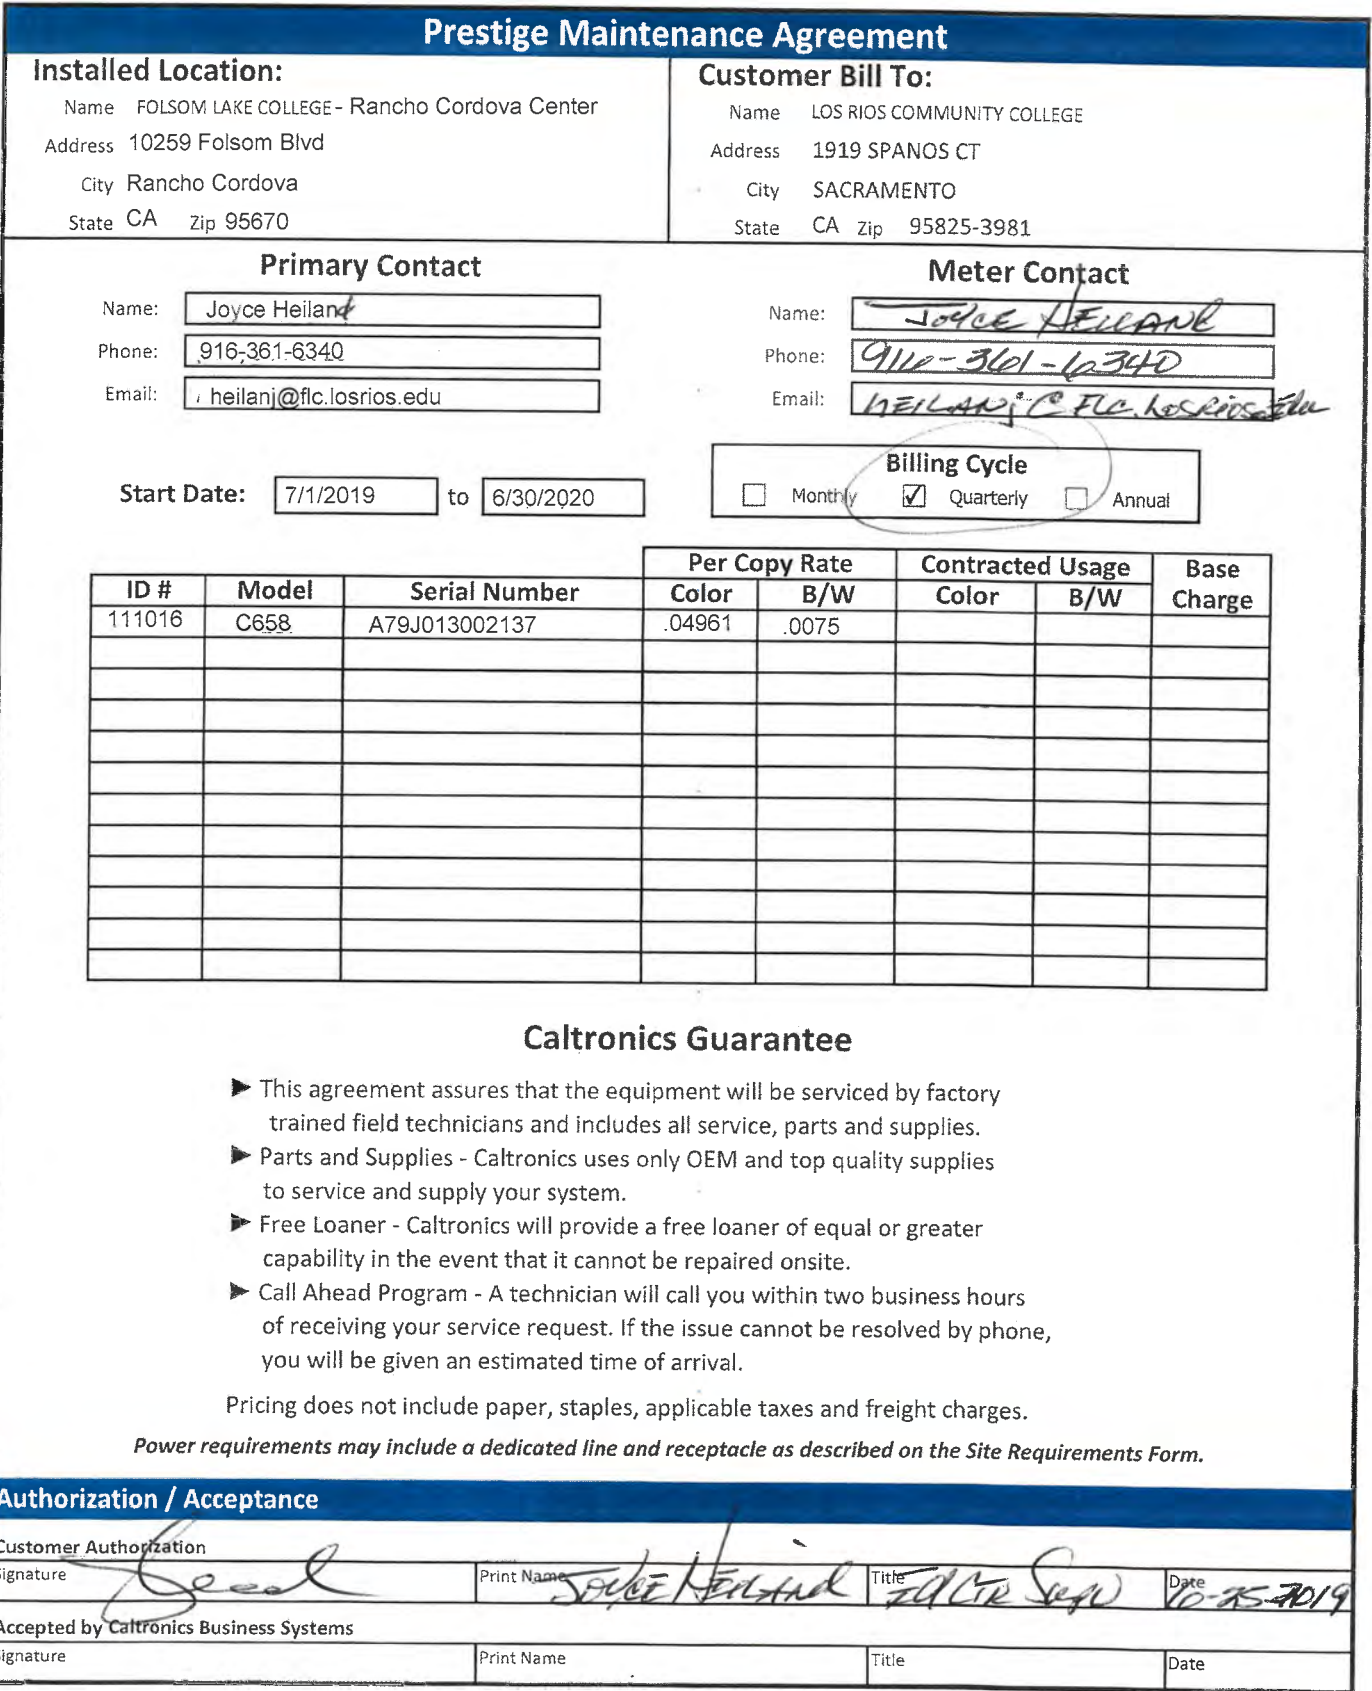 Prestige Maintenance Agreement
Installed Location:
Name FOLSOM LAKE COLLEGE - Rancho Cordova Center
Address 10259 Folsom Blvd
City Rancho Cordova
State CA Zip 95670
Customer Bill To:
Name LOS RIOS COMMUNITY COLLEGE
Address 1919 SPANOS CT
City SACRAMENTO
State CA Zip 95825-3981
Primary Contact
Name: Joyce Heiland
Phone: 916-361-6340
Email: heilanj@flc.losrios.edu
Meter Contact
Name: JOYCE HEILAND
Phone: 916-361-6340
Email: HEILANj@FLC.LOSRIOS.Edu
Start Date: 7/1/2019 to 6/30/2020
Billing Cycle
☐ Monthly ☑ Quarterly ☐ Annual
Per Copy Rate Contracted Usage Base Charge
ID # Model Serial Number Color B/W Color B/W
111016 C658 A79J013002137 .04961 .0075
Caltronics Guarantee
► This agreement assures that the equipment will be serviced by factory
trained field technicians and includes all service, parts and supplies.
► Parts and Supplies - Caltronics uses only OEM and top quality supplies
to service and supply your system.
► Free Loaner - Caltronics will provide a free loaner of equal or greater
capability in the event that it cannot be repaired onsite.
► Call Ahead Program - A technician will call you within two business hours
of receiving your service request. If the issue cannot be resolved by phone,
you will be given an estimated time of arrival.
Pricing does not include paper, staples, applicable taxes and freight charges.
Power requirements may include a dedicated line and receptacle as described on the Site Requirements Form.
Authorization / Acceptance
Customer Authorization
Signature Print Name JOYCE HEILAND Title Date -25-2019
Accepted by Caltronics Business Systems
Signature Print Name Title Date